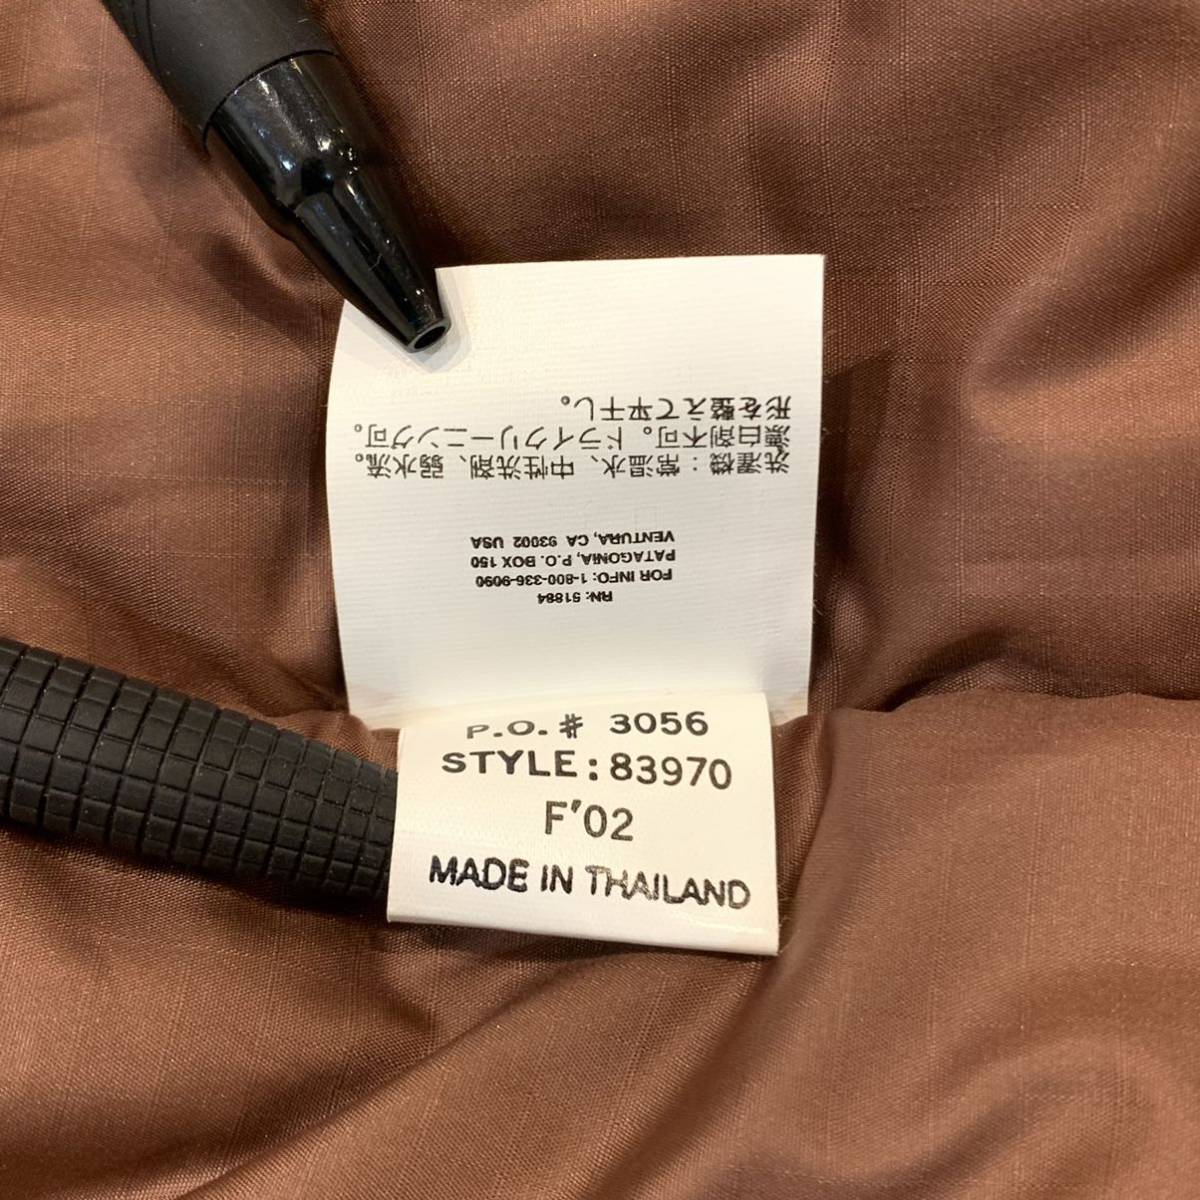 洗濯機：常温水、中性洗剤、弱水流。
漂白剤不可。ドライクリーニング可。
形を整えて平干し。
RN: 51884
FOR INFO: 1-800-336-9090
PATAGONIA, P.O. BOX 150
VENTURA, CA 93002 USA
P.O.# 3056
STYLE: 83970
F'02
MADE IN THAILAND